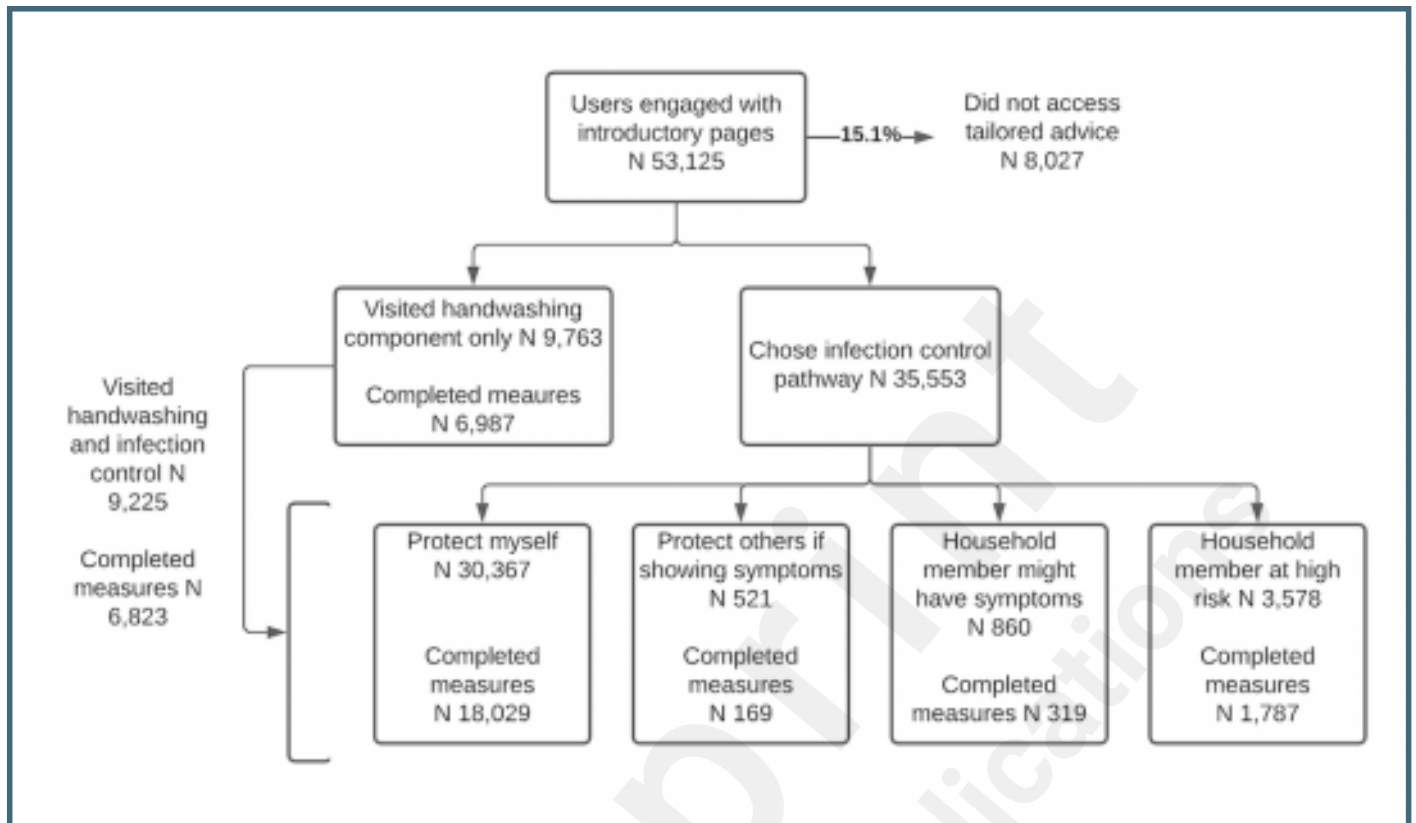 Users engaged with
introductory pages
N 53,125
15.1%
Did not access
tailored advice
N 8,027
Visited handwashing
component only N 9,763
Completed meaures
N 6,987
Chose infection control
pathway N 35,553
Visited
handwashing
and infection
control N
9,225
Completed
measures N
6,823
Protect myself
N 30,367
Completed
measures
N 18,029
Protect others if
showing symptoms
N 521
Completed
measures
N 169
Household
member might
have symptoms
N 860
Completed
measures N 319
Household
member at high
risk N 3,578
Completed
measures
N 1,787
print
lications